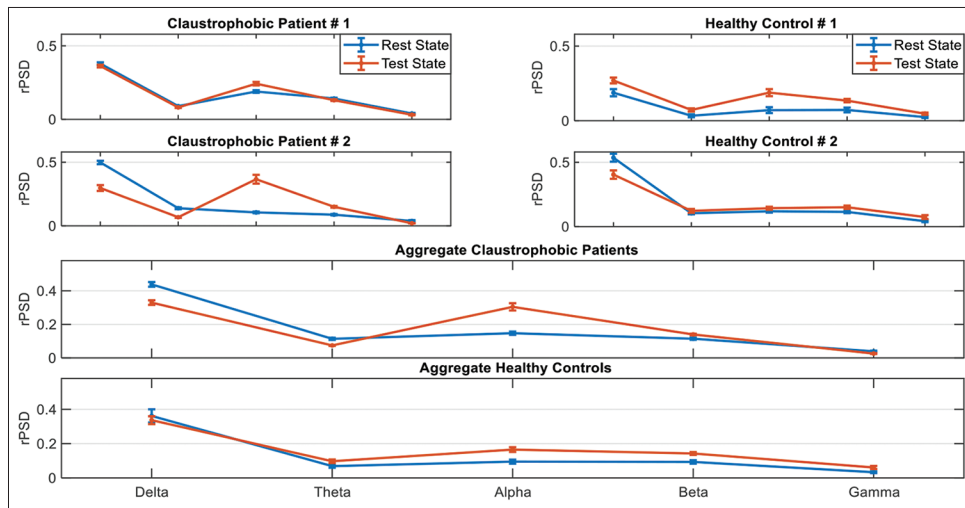 Claustrophobic Patient # 1
rPSD
0.5
0
Rest State
Test State
Healthy Control # 1
rPSD
0.5
0
Rest State
Test State
Claustrophobic Patient # 2
rPSD
0.5
0
Healthy Control # 2
rPSD
0.5
0
Aggregate Claustrophobic Patients
rPSD
0.4
0.2
0
Aggregate Healthy Controls
rPSD
0.4
0.2
0
Delta Theta Alpha Beta Gamma